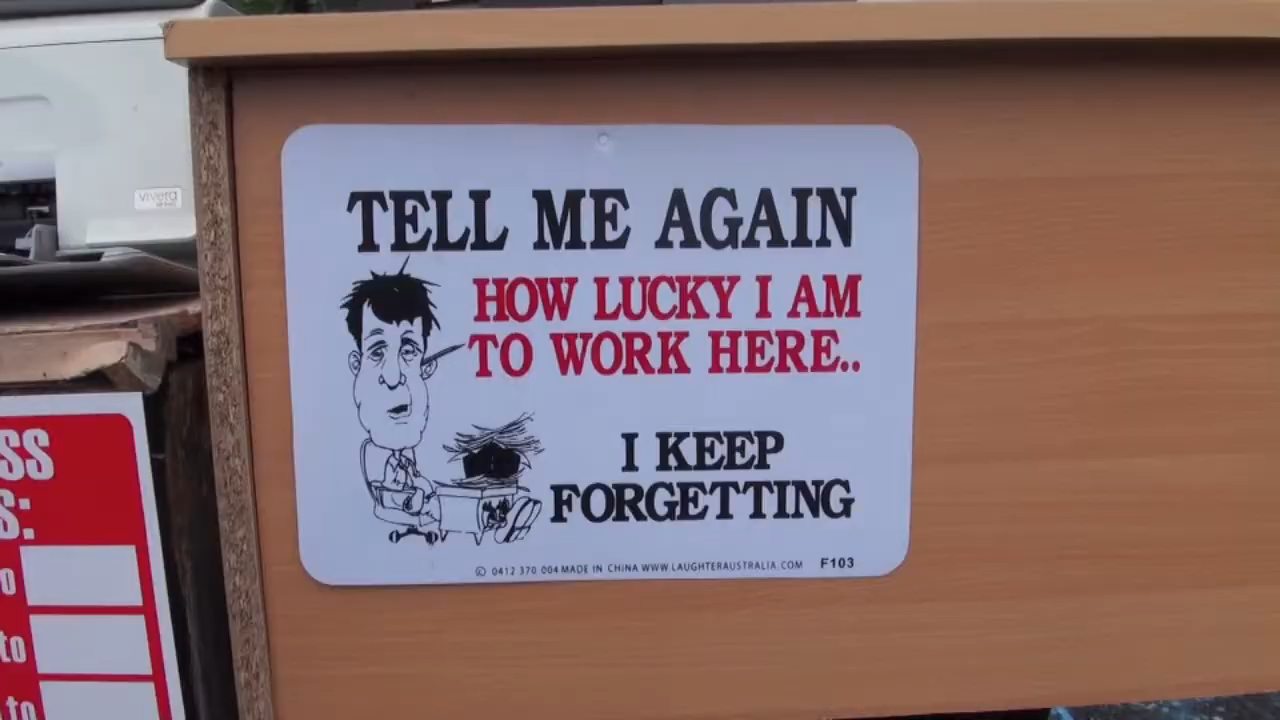 TELL ME AGAIN
HOW LUCKY I AM
TO WORK HERE..
I KEEP
FORGETTING
© 0412 370 004 MADE IN CHINA WWW.LAUGHTERAUSTRALIA.COM F103
vivera
SS
S:
to
to